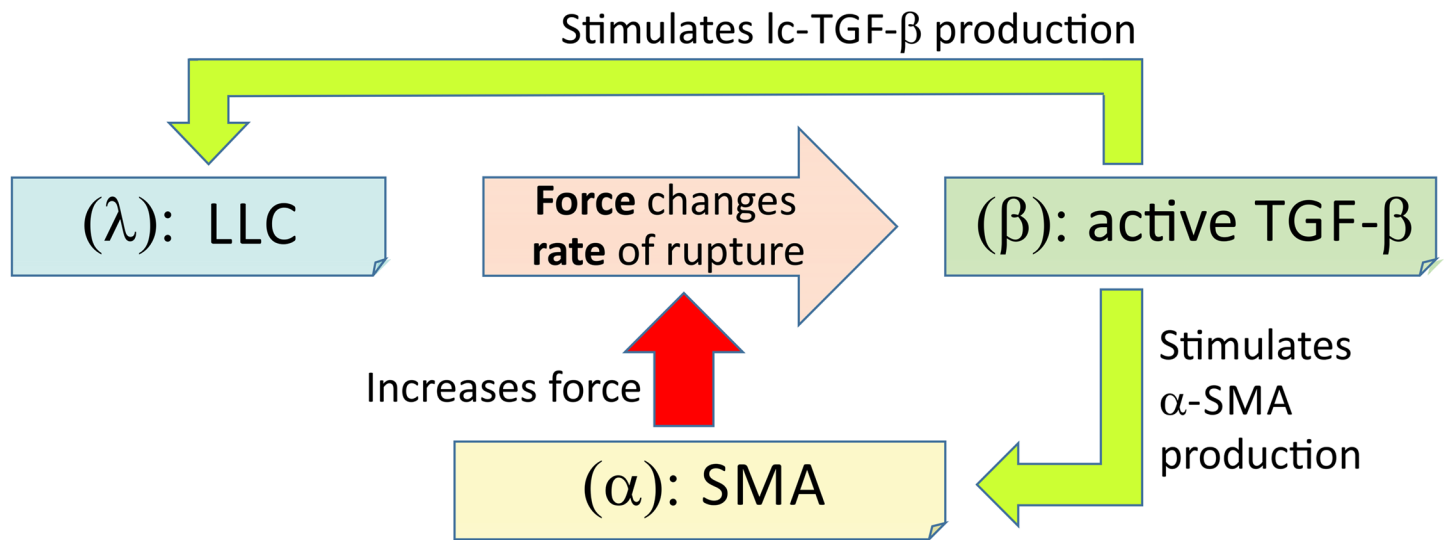 Stimulates lc-TGF-β production
(λ): LLC
Force changes
rate of rupture
(β): active TGF-β
Increases force
Stimulates
α-SMA
production
(α): SMA